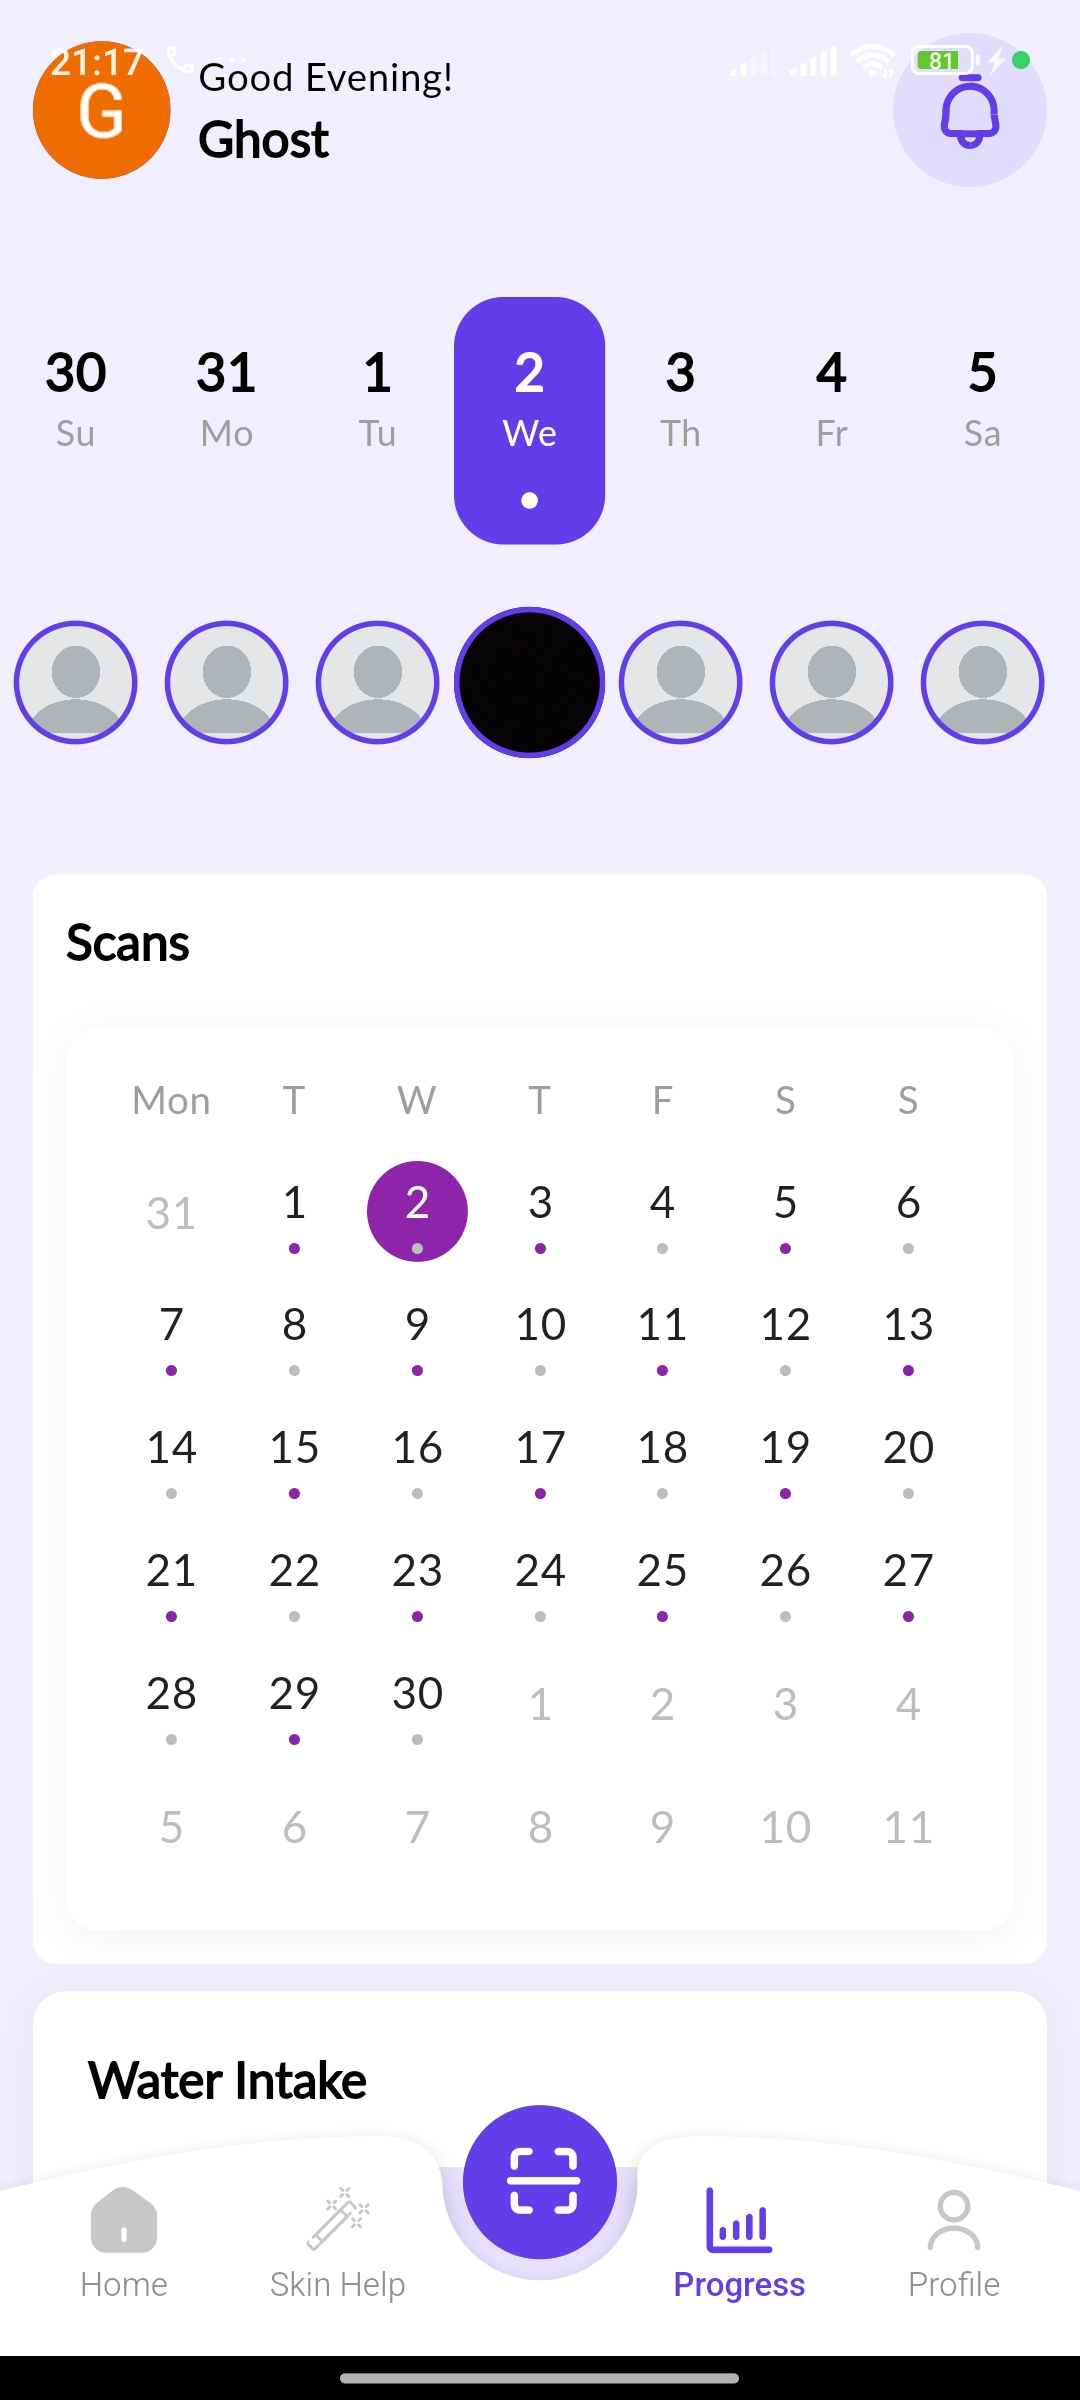 21:17
81
G
Good Evening!
Ghost
30 31 1 2 3 4 5
Su Mo Tu We Th Fr Sa
Scans
Mon T W T F S S
31 1 2 3 4 5 6
7 8 9 10 11 12 13
14 15 16 17 18 19 20
21 22 23 24 25 26 27
28 29 30 1 2 3 4
5 6 7 8 9 10 11
Water Intake
Home Skin Help Progress Profile